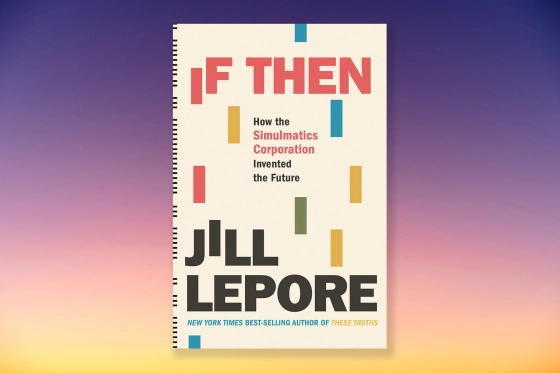 IF THEN
How the
Simulmatics
Corporation
Invented
the Future
JILL
LEPORE
NEW YORK TIMES BEST-SELLING AUTHOR OF THESE TRUTHS